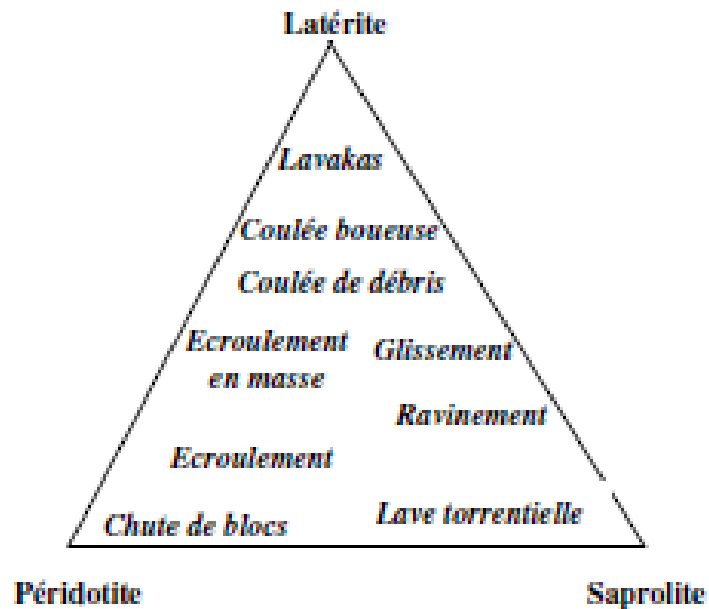 Latérite
Lavakas
Coulée boueuse
Coulée de débris
Ecroulement
en masse
Glissement
Ravinement
Ecroulement
Lave torrentielle
Chute de blocs
Péridotite
Saprolite